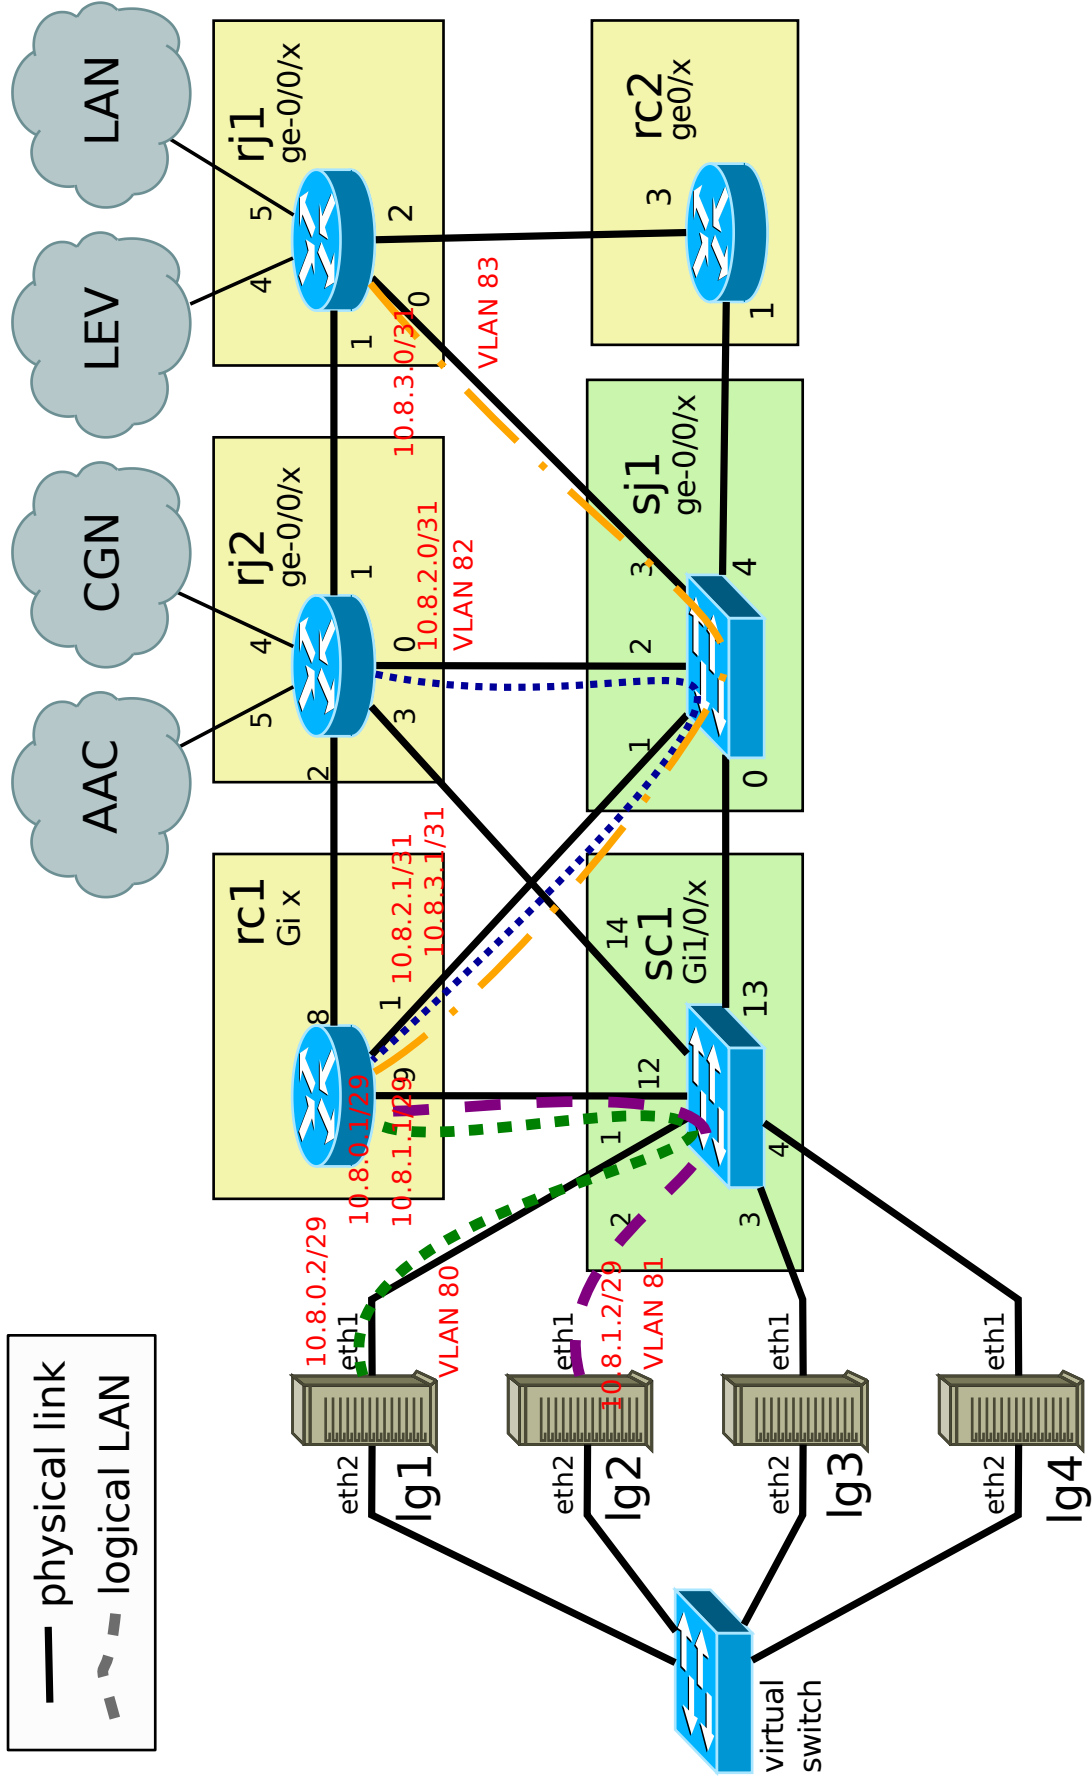 physical link
logical LAN
AAC
CGN
LEV
LAN
rc1
Gi x
rj2
ge-0/0/x
rj1
ge-0/0/x
5
4
4
5
8
2
1
1
9
1
3
0
0
2
10.8.0.2/29
10.8.0.1/29
10.8.1.1/29
10.8.2.1/31
10.8.3.1/31
10.8.2.0/31
VLAN 82
10.8.3.0/31
VLAN 83
VLAN 80
10.8.1.2/29
VLAN 81
sc1
Gi1/0/x
sj1
ge-0/0/x
rc2
ge0/x
2
1
12
14
1
2
3
3
3
4
13
0
4
1
eth2
eth1
lg1
eth2
eth1
lg2
eth2
eth1
lg3
eth2
eth1
lg4
virtual
switch